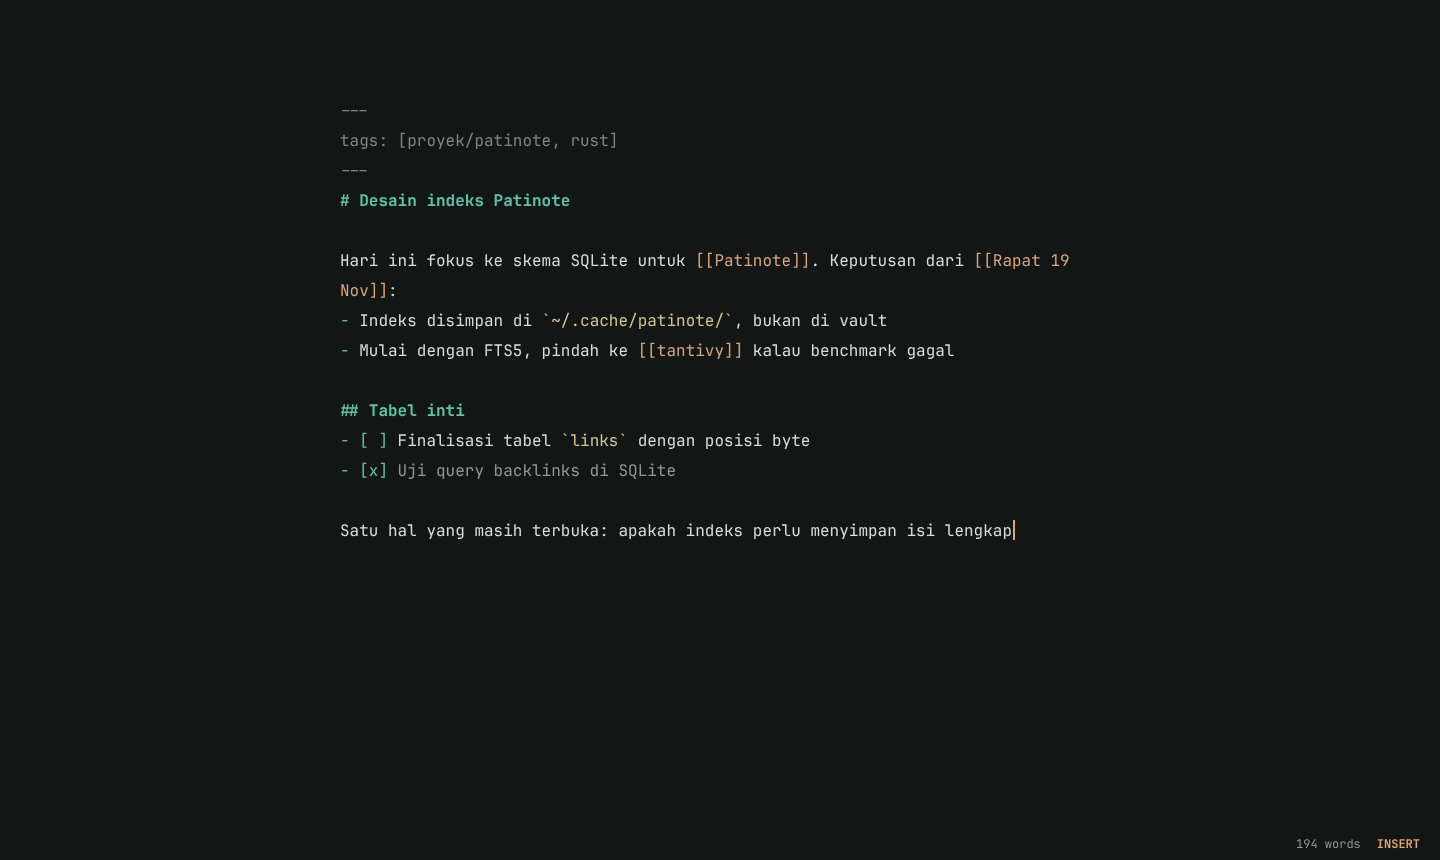 ---
tags: [proyek/patinote, rust]
---
# Desain indeks Patinote
Hari ini fokus ke skema SQLite untuk [[Patinote]]. Keputusan dari [[Rapat 19
Nov]]:
- Indeks disimpan di `~/.cache/patinote/`, bukan di vault
- Mulai dengan FTS5, pindah ke [[tantivy]] kalau benchmark gagal
## Tabel inti
- [ ] Finalisasi tabel `links` dengan posisi byte
- [x] Uji query backlinks di SQLite
Satu hal yang masih terbuka: apakah indeks perlu menyimpan isi lengkap
194 words INSERT